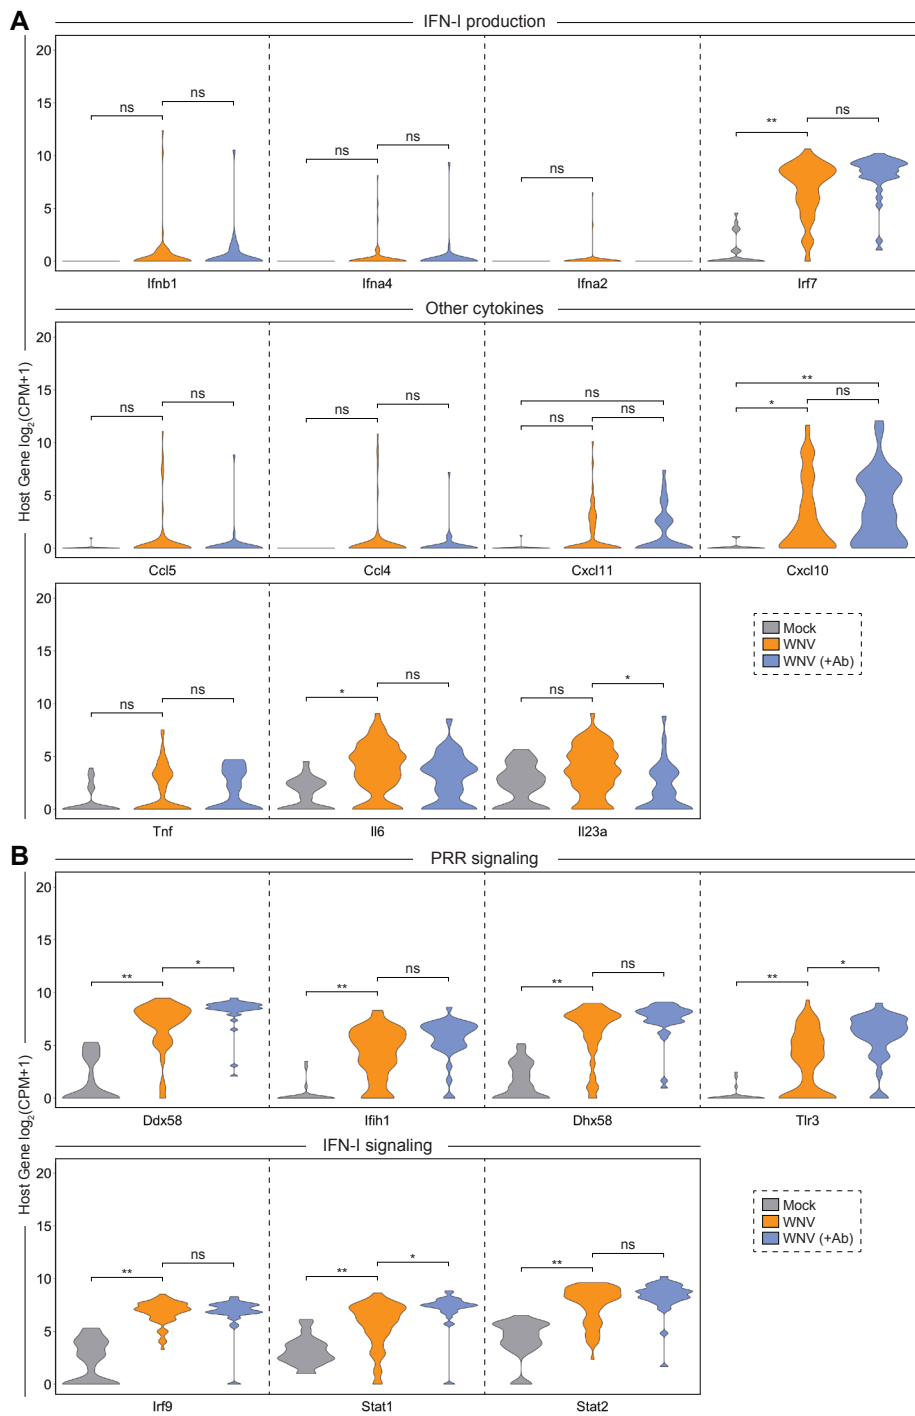 A
IFN-I production
20
15
10
5
0
ns
ns
ns
ns
ns
**
ns
Ifnb1
Ifna4
Ifna2
Irf7
Other cytokines
Host Gene log2(CPM+1)
20
15
10
5
0
ns
ns
ns
ns
ns
ns
ns
**
*
ns
Ccl5
Ccl4
Cxcl11
Cxcl10
20
15
10
5
0
ns
ns
*
ns
ns
*
Tnf
Il6
Il23a
Mock
WNV
WNV (+Ab)
B
PRR signaling
Host Gene log2(CPM+1)
20
15
10
5
0
**
*
**
ns
**
ns
**
*
Ddx58
Ifih1
Dhx58
Tlr3
IFN-I signaling
20
15
10
5
0
**
ns
**
*
**
ns
Irf9
Stat1
Stat2
Mock
WNV
WNV (+Ab)